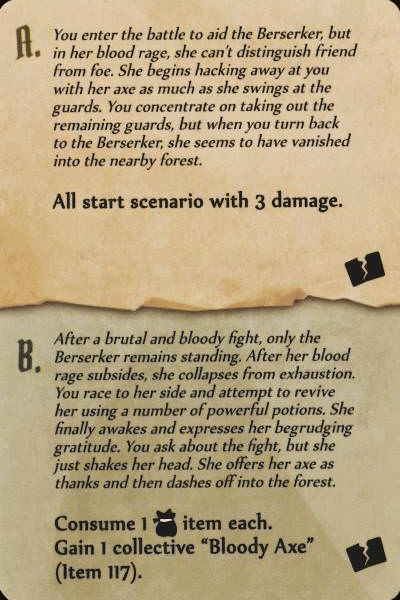 A. You enter the battle to aid the Berserker, but
in her blood rage, she can't distinguish friend
from foe. She begins hacking away at you
with her axe as much as she swings at the
guards. You concentrate on taking out the
remaining guards, but when you turn back
to the Berserker, she seems to have vanished
into the nearby forest.
All start scenario with 3 damage.
B. After a brutal and bloody fight, only the
Berserker remains standing. After her blood
rage subsides, she collapses from exhaustion.
You race to her side and attempt to revive
her using a number of powerful potions. She
finally awakes and expresses her begrudging
gratitude. You ask about the fight, but she
just shakes her head. She offers her axe as
thanks and then dashes off into the forest.
Consume 1 item each.
Gain 1 collective “Bloody Axe”
(Item 117).